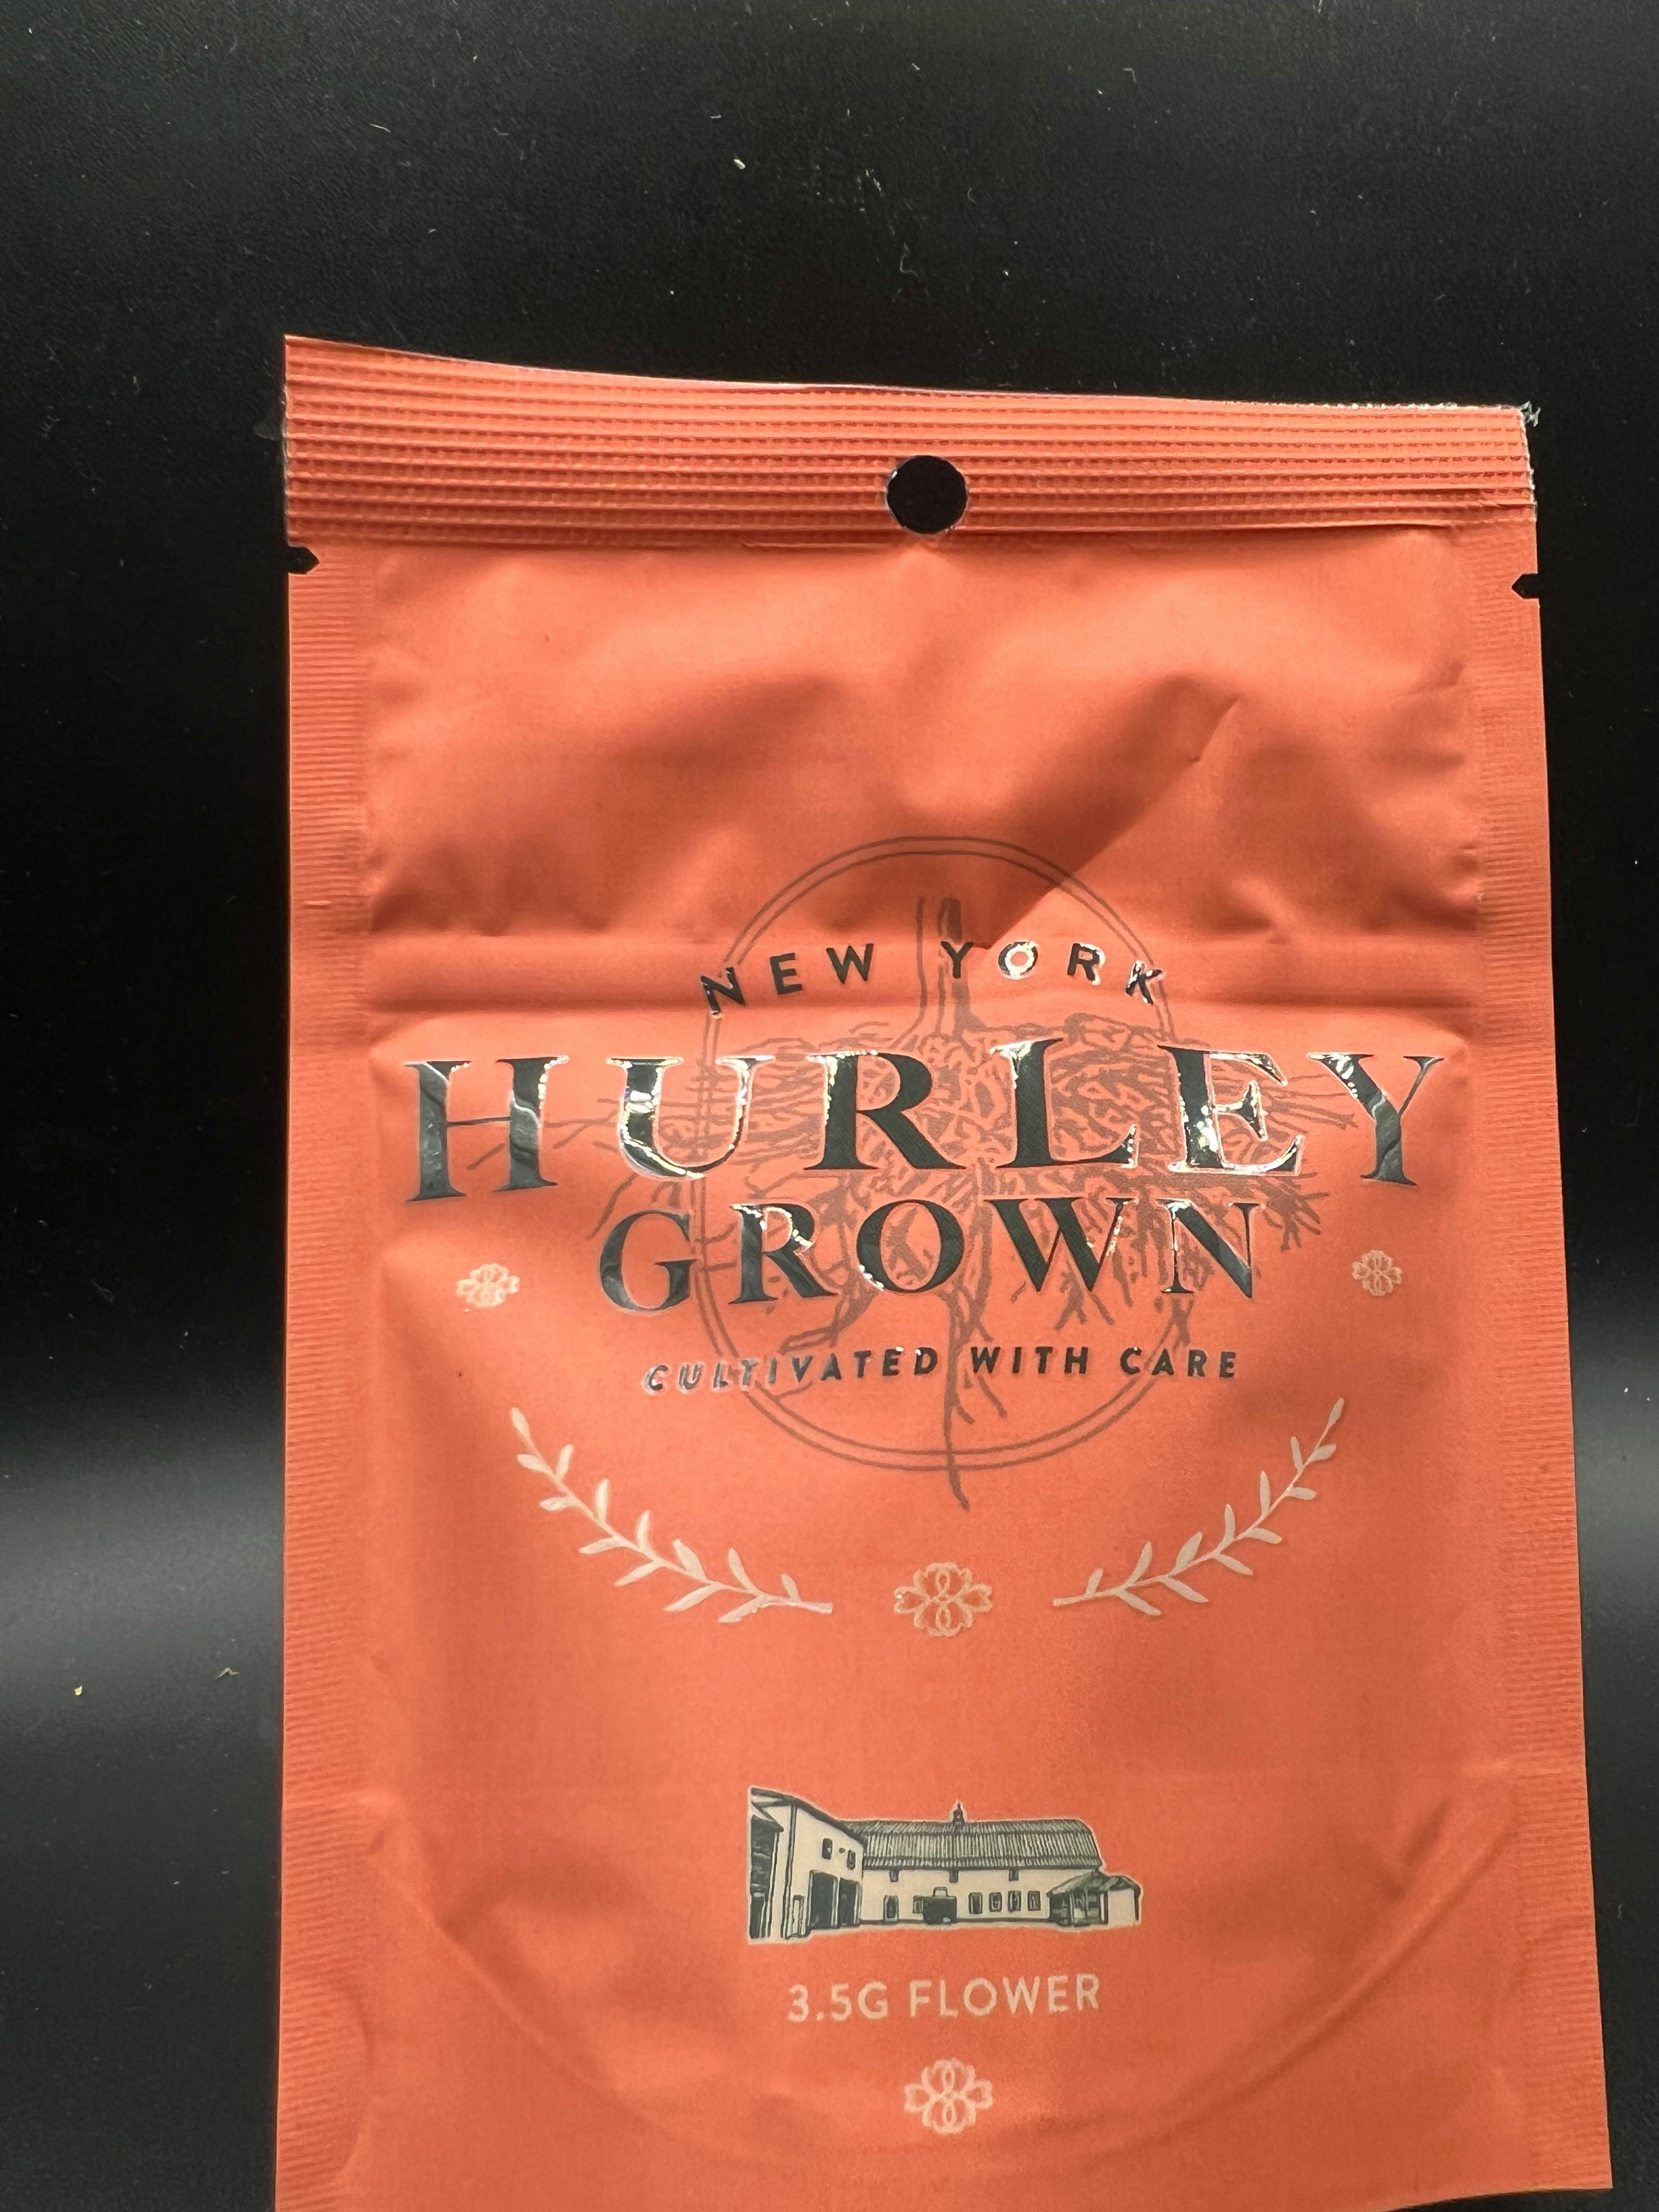 NEW YORK
HURLEY
GROWN
CULTIVATED WITH CARE
3.5G FLOWER